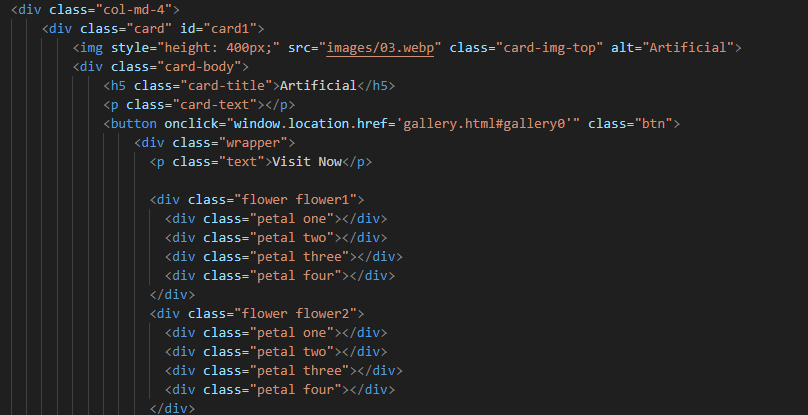 <div class="col-md-4">
<div class="card" id="card1">
<img style="height: 400px;" src="images/03.webp" class="card-img-top" alt="Artificial">
<div class="card-body">
<h5 class="card-title">Artificial</h5>
<p class="card-text"></p>
<button onclick="window.location.href='gallery.html#gallery0'" class="btn">
<div class="wrapper">
<p class="text">Visit Now</p>
<div class="flower flower1">
<div class="petal one"></div>
<div class="petal two"></div>
<div class="petal three"></div>
<div class="petal four"></div>
</div>
<div class="flower flower2">
<div class="petal one"></div>
<div class="petal two"></div>
<div class="petal three"></div>
<div class="petal four"></div>
</div>